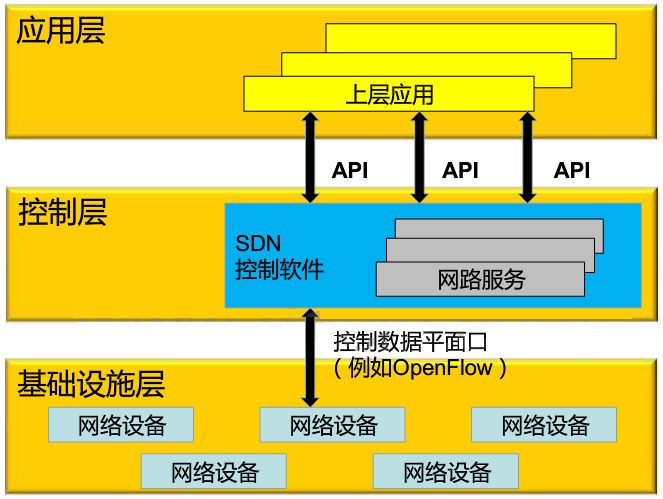 应用层
上层应用
API
API
API
控制层
SDN
控制软件
网路服务
控制数据平面口
（例如OpenFlow）
基础设施层
网络设备
网络设备
网络设备
网络设备
网络设备